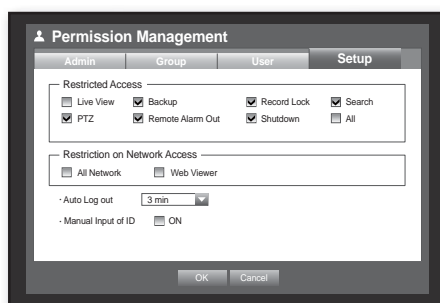 Permission Management
Admin Group User Setup
Restricted Access
Live View Backup Record Lock Search
PTZ Remote Alarm Out Shutdown All
Restriction on Network Access
All Network Web Viewer
· Auto Log out 3 min
· Manual Input of ID ON
OK Cancel